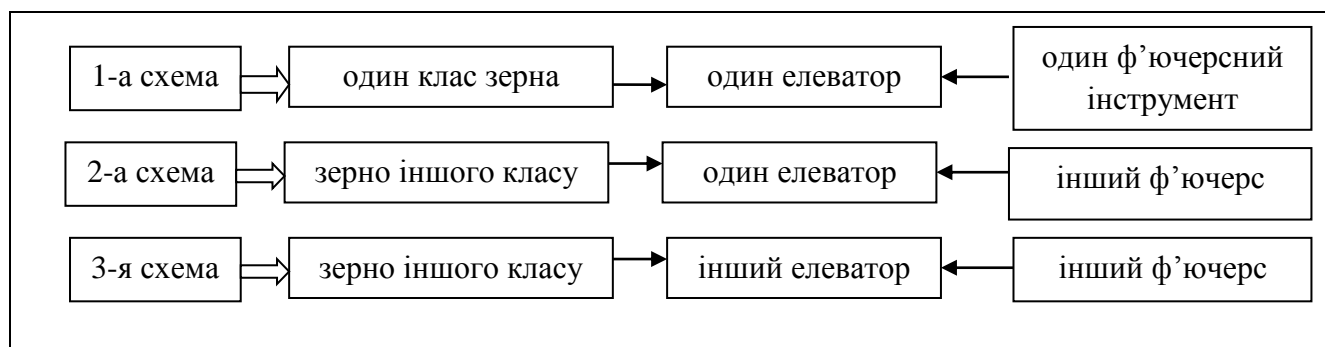 1-а схема
один клас зерна
один елеватор
один ф’ючерсний
інструмент
2-а схема
зерно іншого класу
один елеватор
інший ф’ючерс
3-я схема
зерно іншого класу
інший елеватор
інший ф’ючерс